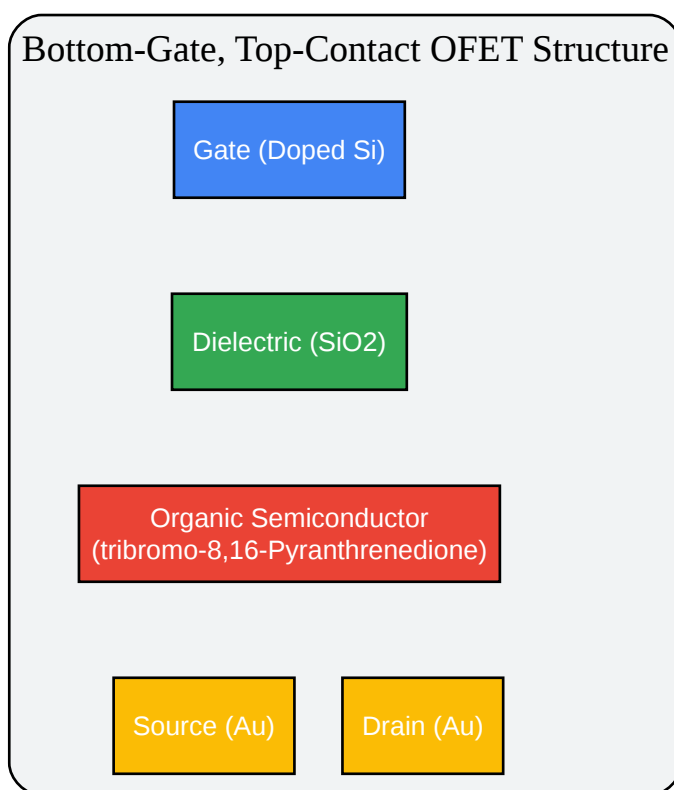 Bottom-Gate, Top-Contact OFET Structure
Gate (Doped Si)
Dielectric (SiO2)
Organic Semiconductor
(tribromo-8,16-Pyranthrenedione)
Source (Au)
Drain (Au)